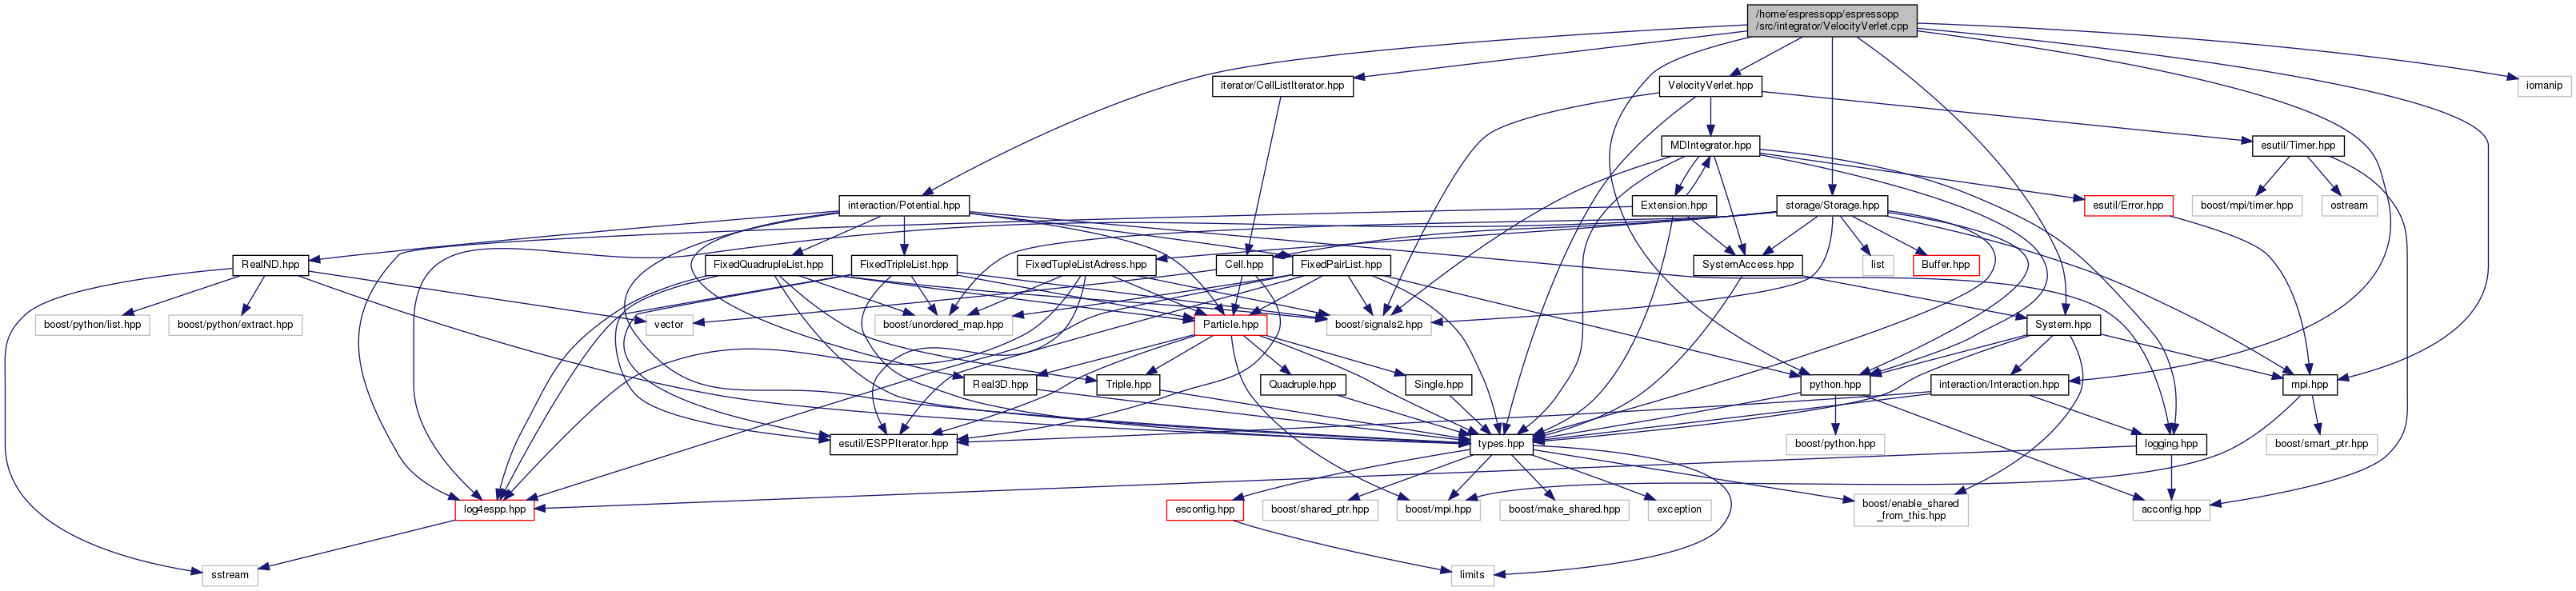 /home/espressopp/espressopp
/src/integrator/VelocityVerlet.cpp
iterator/CellListIterator.hpp
VelocityVerlet.hpp
iomanip
MDIntegrator.hpp
esutil/Timer.hpp
interaction/Potential.hpp
Extension.hpp
storage/Storage.hpp
esutil/Error.hpp
boost/mpi/timer.hpp
ostream
RealND.hpp
FixedQuadrupleList.hpp
FixedTripleList.hpp
FixedTupleListAdress.hpp
Cell.hpp
FixedPairList.hpp
SystemAccess.hpp
list
Buffer.hpp
boost/python/list.hpp
boost/python/extract.hpp
vector
boost/unordered_map.hpp
Particle.hpp
boost/signals2.hpp
System.hpp
Real3D.hpp
Triple.hpp
Quadruple.hpp
Single.hpp
python.hpp
interaction/Interaction.hpp
mpi.hpp
esutil/ESPPIterator.hpp
types.hpp
boost/python.hpp
logging.hpp
boost/smart_ptr.hpp
log4espp.hpp
esconfig.hpp
boost/shared_ptr.hpp
boost/mpi.hpp
boost/make_shared.hpp
exception
boost/enable_shared
_from_this.hpp
acconfig.hpp
sstream
limits